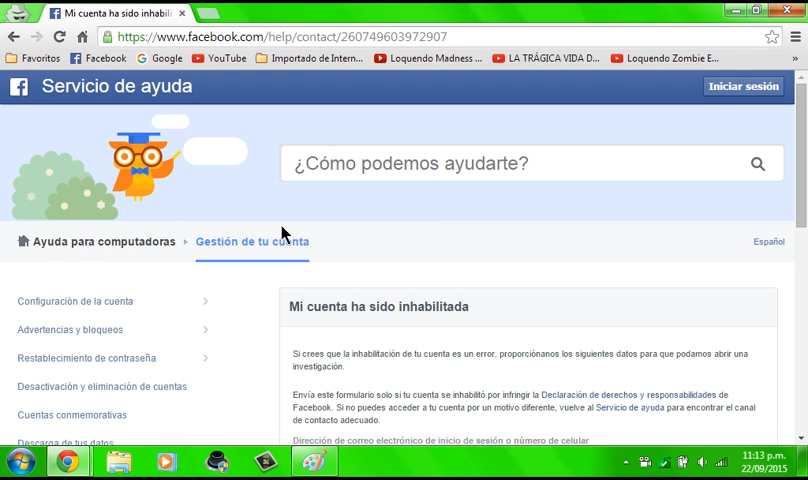 Mi cuenta ha sido inhabili
https://www.facebook.com/help/contact/260749603972907
Favoritos Facebook Google YouTube Importado de Intern... Loquendo Madness ... LA TRÁGICA VIDA D... Loquendo Zombie E... »
Servicio de ayuda
Iniciar sesión
¿Cómo podemos ayudarte?
Ayuda para computadoras
Gestión de tu cuenta
Español
Configuración de la cuenta
Advertencias y bloqueos
Restablecimiento de contraseña
Desactivación y eliminación de cuentas
Cuentas conmemorativas
Descarga de tus datos
Mi cuenta ha sido inhabilitada
Si crees que la inhabilitación de tu cuenta es un error, proporciónanos los siguientes datos para que podamos abrir una
investigación.
Envía este formulario solo si tu cuenta se inhabilitó por infringir la Declaración de derechos y responsabilidades de
Facebook. Si no puedes acceder a tu cuenta por un motivo diferente, vuelve al Servicio de ayuda para encontrar el canal
de contacto adecuado.
Dirección de correo electrónico de inicio de sesión o número de celular
11:13 p.m.
22/09/2015